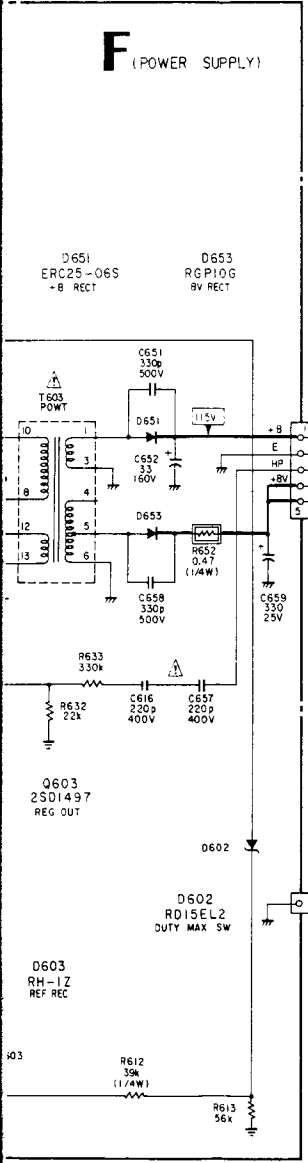 F (POWER SUPPLY)
D651
ERC25-06S
+B RECT
D653
RGP10G
8V RECT
C651
330p
500V
T603
POWT
D651
115V
+B
1
10
1
C652
33
160V
+
E
3
HP
8
4
+8V
12
5
D653
5
13
6
R652
0.47
(1/4W)
+
C658
330p
500V
C659
330
25V
R633
330k
R632
22k
C616
220p
400V
C657
220p
400V
Q603
2SD1497
REG OUT
D602
D602
RD15EL2
DUTY MAX SW
D603
RH-1Z
REF REC
603
R612
39k
(1/4W)
R613
56k